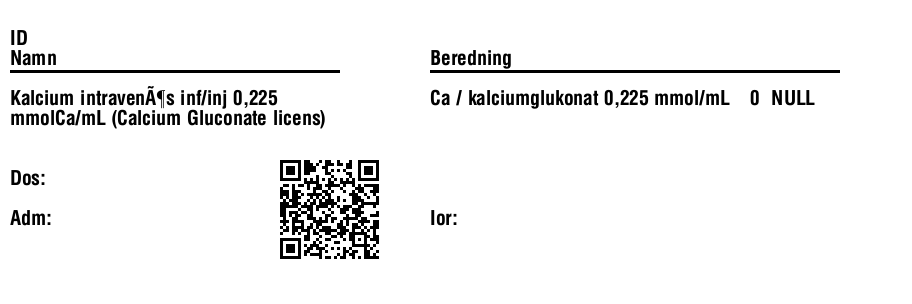 ID
Namn
Beredning
Kalcium intravenÃ¶s inf/inj 0,225
mmolCa/mL (Calcium Gluconate licens)
Ca / kalciumglukonat 0,225 mmol/mL 0 NULL
Dos:
Adm:
Ior: